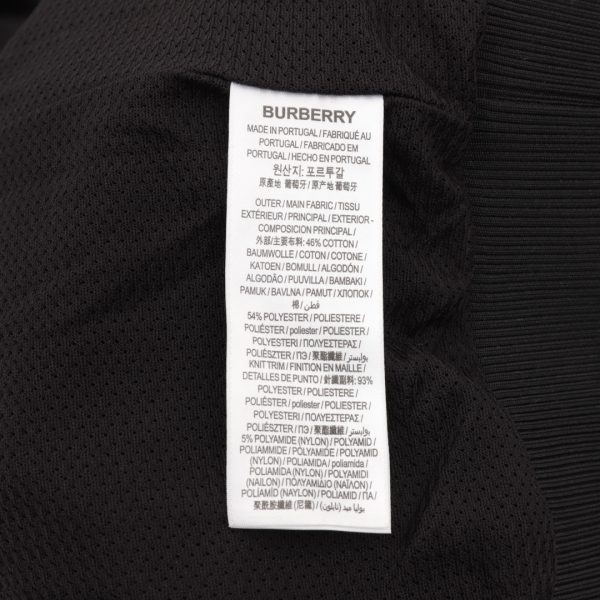 BURBERRY
MADE IN PORTUGAL / FABRIQUÉ AU
PORTUGAL / FABRICADO EM
PORTUGAL / HECHO EN PORTUGAL
원산지: 포르투갈
原產地 葡萄牙 / 原产地 葡萄牙
OUTER / MAIN FABRIC / TISSU
EXTÉRIEUR / PRINCIPAL / EXTERIOR -
COMPOSICION PRINCIPAL /
外部/主要布料: 46% COTTON /
BAUMWOLLE / COTON / COTONE /
KATOEN / BOMULL / ALGODÓN /
ALGODÃO / PUUVILLA / BAMBAKI /
PAMUK / BAVLNA / PAMUT / ХЛОПОК /
棉 / قطن /
54% POLYESTER / POLIESTERE /
POLIÉSTER / poliester / POLIESTER /
POLYESTERI / ΠΟΛΥΕΣΤΕΡΑΣ /
POLIÉSZTER / ПЭ / 聚酯纖維 / بوليستر /
KNIT TRIM / FINITION EN MAILLE /
DETALLES DE PUNTO / 針織副料: 93%
POLYESTER / POLYESTER / POLIESTERE /
POLIÉSTER / poliester / POLIESTER /
POLYESTERI / ΠΟΛΥΕΣΤΕΡΑΣ /
POLIÉSZTER / ПЭ / 聚酯纖維 / بوليستر /
5% POLYAMIDE (NYLON) / POLYAMID /
POLIAMMIDE / POLYAMIDE / POLYAMID
(NYLON) / POLIAMIDA / poliamida /
POLIAMIDA (NYLON) / POLYAMIDI
(NAILON) / ΠΟΛΥΑΜΙΔΙΟ (ΝΑΪΛΟΝ) /
POLIAMÍD (NAYLON) / POLIAMID / ПА /
聚酰胺纖維 (尼龍) / بوليا ميد (نايلون) /